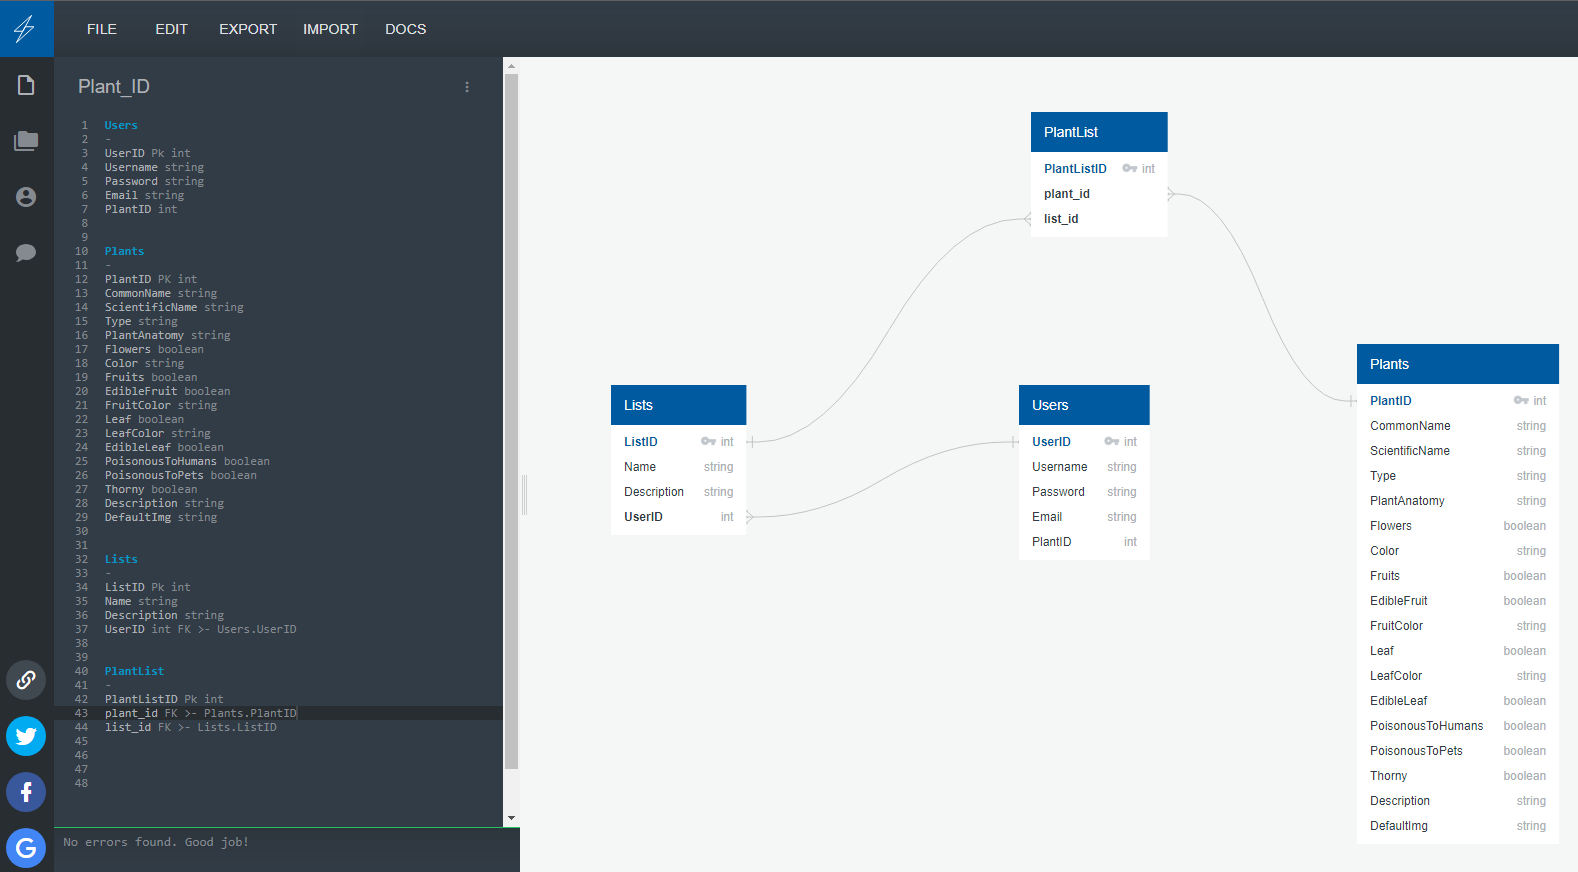 FILE EDIT EXPORT IMPORT DOCS
Plant_ID
1 Users
2 -
3 UserID Pk int
4 Username string
5 Password string
6 Email string
7 PlantID int
8
9
10 Plants
11 -
12 PlantID PK int
13 CommonName string
14 ScientificName string
15 Type string
16 PlantAnatomy string
17 Flowers boolean
18 Color string
19 Fruits boolean
20 EdibleFruit boolean
21 FruitColor string
22 Leaf boolean
23 LeafColor string
24 EdibleLeaf boolean
25 PoisonousToHumans boolean
26 PoisonousToPets boolean
27 Thorny boolean
28 Description string
29 DefaultImg string
30
31
32 Lists
33 -
34 ListID Pk int
35 Name string
36 Description string
37 UserID int FK >- Users.UserID
38
39
40 PlantList
41 -
42 PlantListID Pk int
43 plant_id FK >- Plants.PlantID
44 list_id FK >- Lists.ListID
45
46
47
48
No errors found. Good job!
PlantList
PlantListID int
plant_id
list_id
Lists
ListID int
Name string
Description string
UserID int
Users
UserID int
Username string
Password string
Email string
PlantID int
Plants
PlantID int
CommonName string
ScientificName string
Type string
PlantAnatomy string
Flowers boolean
Color string
Fruits boolean
EdibleFruit boolean
FruitColor string
Leaf boolean
LeafColor string
EdibleLeaf boolean
PoisonousToHumans boolean
PoisonousToPets boolean
Thorny boolean
Description string
DefaultImg string